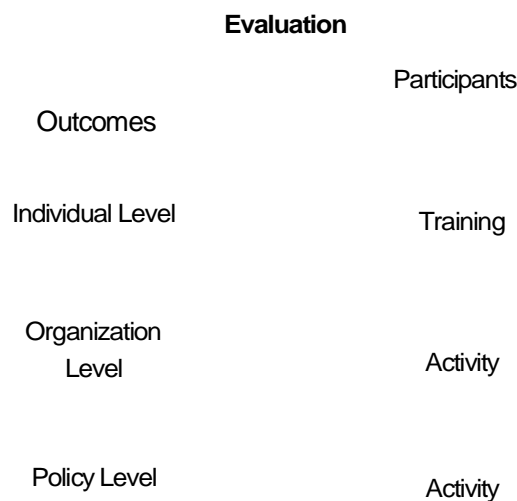 Evaluation
Participants
Outcomes
Individual Level
Training
Organization
Level
Activity
Policy Level
Activity